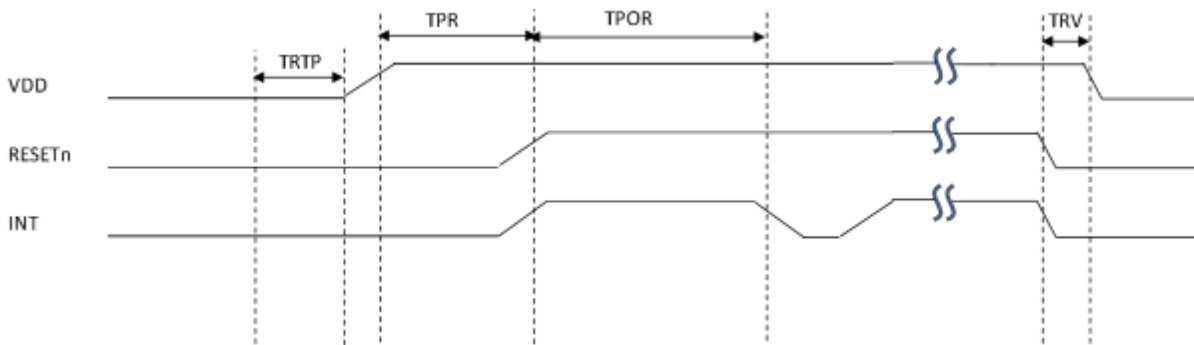 TPR
TPOR
TRV
TRTP
VDD
RESETn
INT